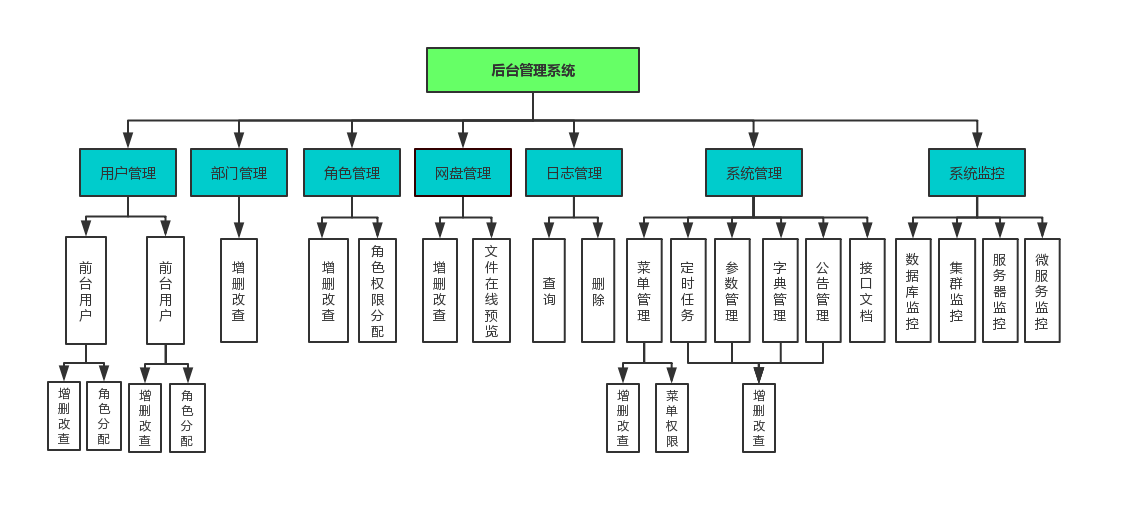 后台管理系统
用户管理
部门管理
角色管理
网盘管理
日志管理
系统管理
系统监控
前台用户
前台用户
增删改查
增删改查
角色权限分配
增删改查
文件在线预览
查询
删除
菜单管理
定时任务
参数管理
字典管理
公告管理
接口文档
数据库监控
集群监控
服务器监控
微服务监控
增删改查
角色分配
增删改查
角色分配
增删改查
菜单权限
增删改查